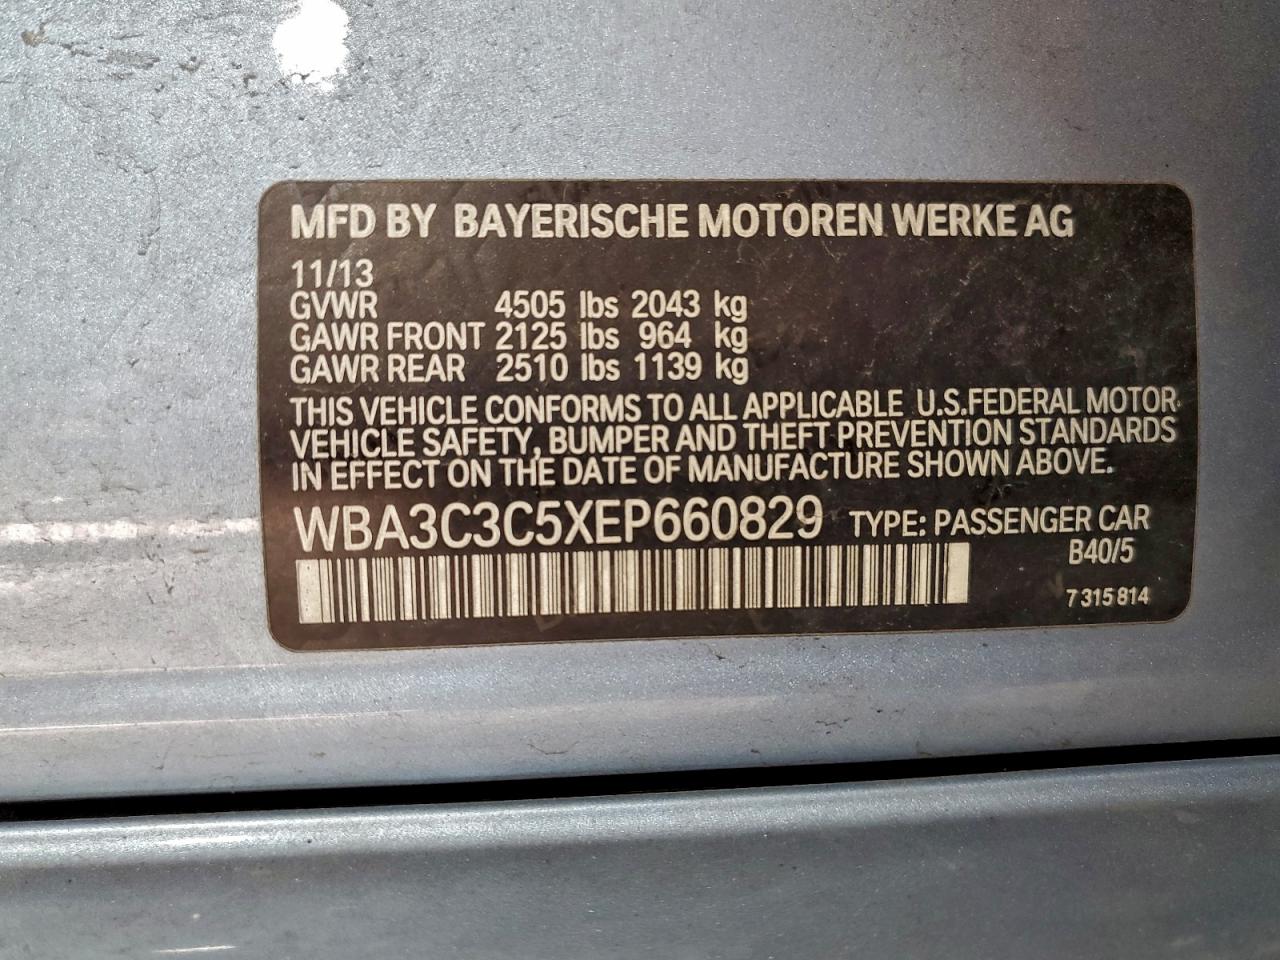 MFD BY BAYERISCHE MOTOREN WERKE AG
11/13
GVWR 4505 lbs 2043 kg
GAWR FRONT 2125 lbs 964 kg
GAWR REAR 2510 lbs 1139 kg
THIS VEHICLE CONFORMS TO ALL APPLICABLE U.S.FEDERAL MOTOR
VEHICLE SAFETY, BUMPER AND THEFT PREVENTION STANDARDS
IN EFFECT ON THE DATE OF MANUFACTURE SHOWN ABOVE.
WBA3C3C5XEP660829 TYPE: PASSENGER CAR
B40/5
7 315 814